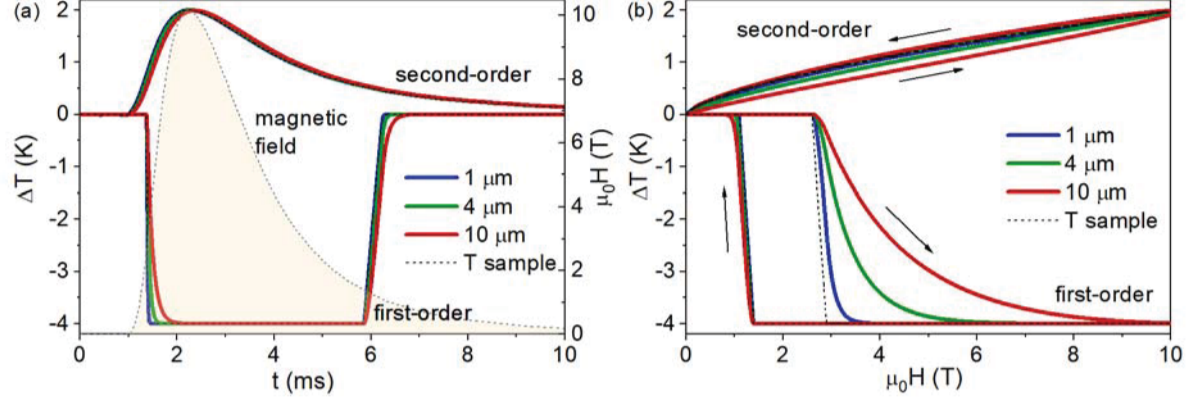 (a)
2
1
0
-1
-2
-3
-4
ΔT (K)
0 2 4 6 8 10
t (ms)
10
8
6
4
2
0
μ₀H (T)
second-order
magnetic
field
1 μm
4 μm
10 μm
T sample
first-order
(b)
2
1
0
-1
-2
-3
-4
ΔT (K)
0 2 4 6 8 10
μ₀H (T)
second-order
1 μm
4 μm
10 μm
T sample
first-order